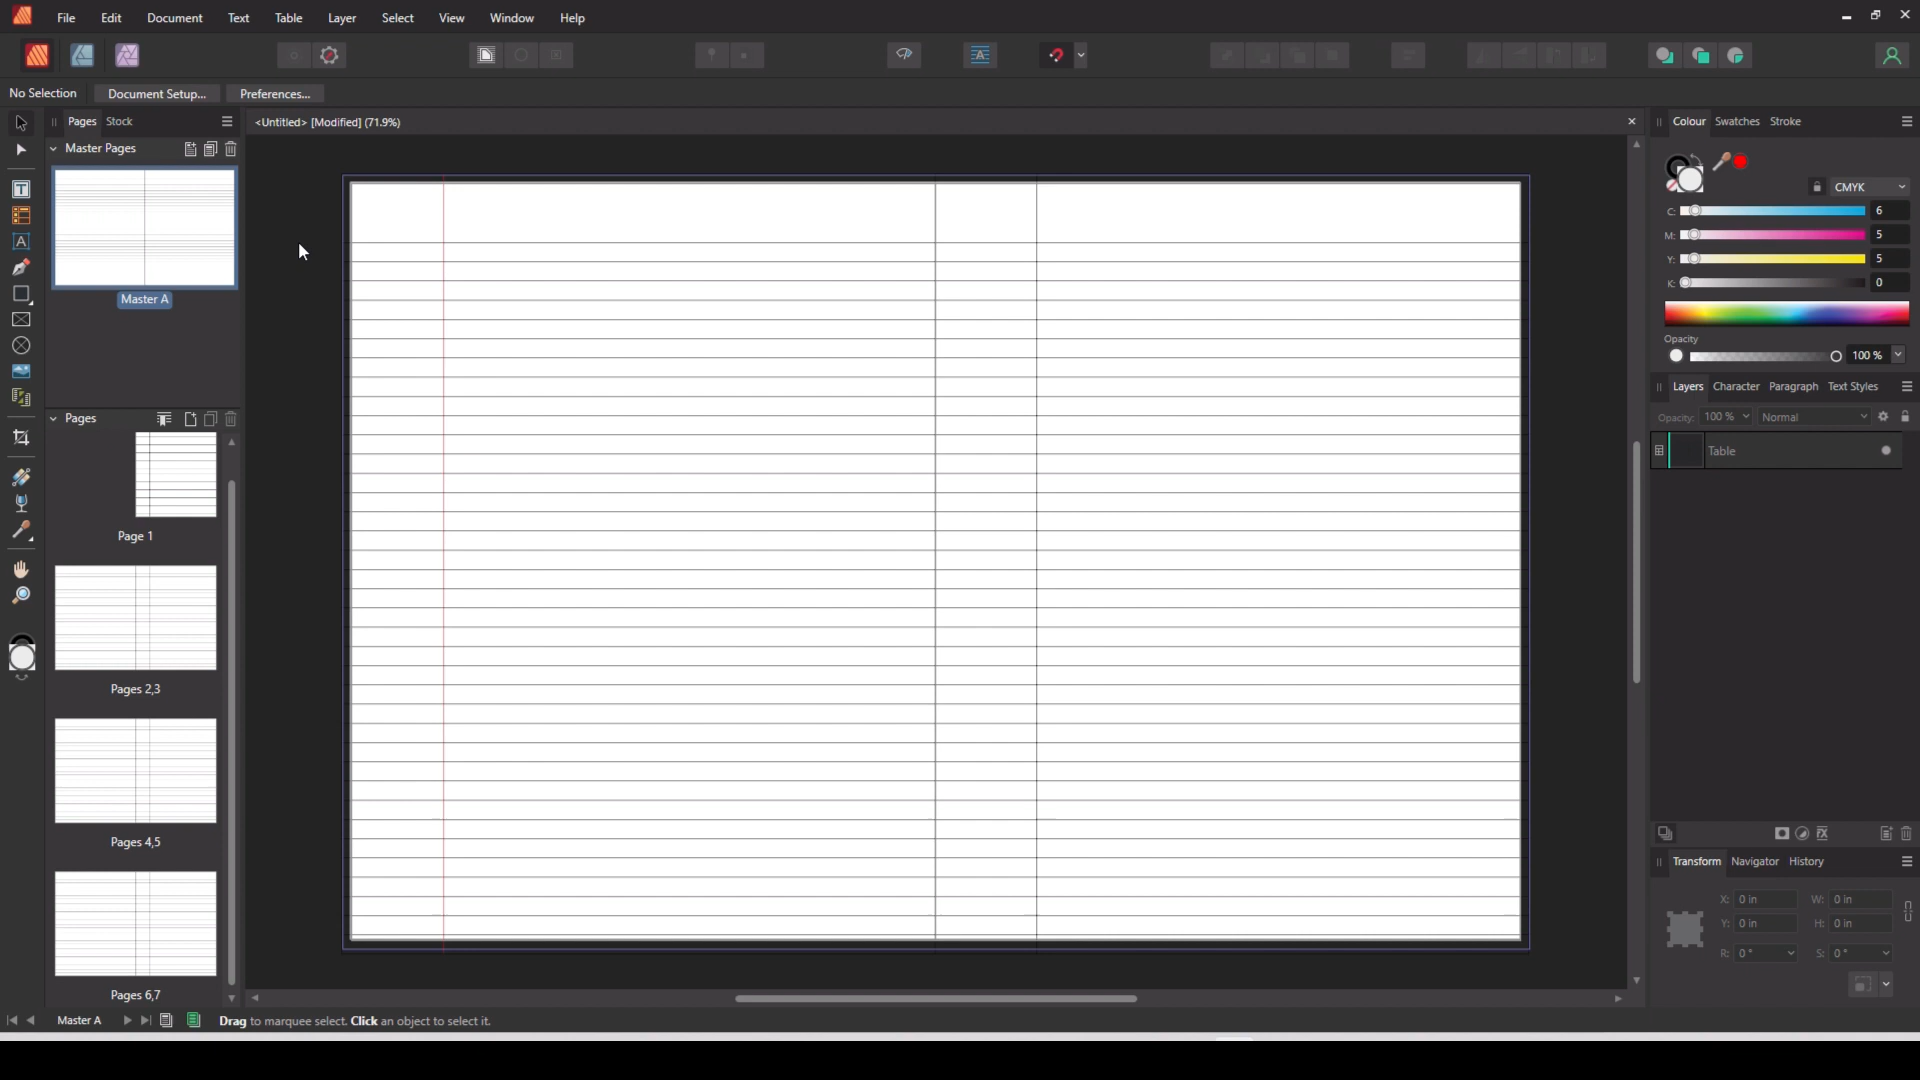 File Edit Document Text Table Layer Select View Window Help
No Selection Document Setup... Preferences...
Pages Stock
<Untitled> [Modified] (71.9%)
Colour Swatches Stroke
Master Pages
CMYK
C: 6
M: 5
Y: 5
K: 0
Master A
Opacity
100 %
Layers Character Paragraph Text Styles
Opacity: 100 % Normal
Pages
Table
Page 1
Pages 2,3
Pages 4,5
Transform Navigator History
X: 0 in W: 0 in
Y: 0 in H: 0 in
R: 0 ° S: 0 °
Pages 6,7
Master A Drag to marquee select. Click an object to select it.